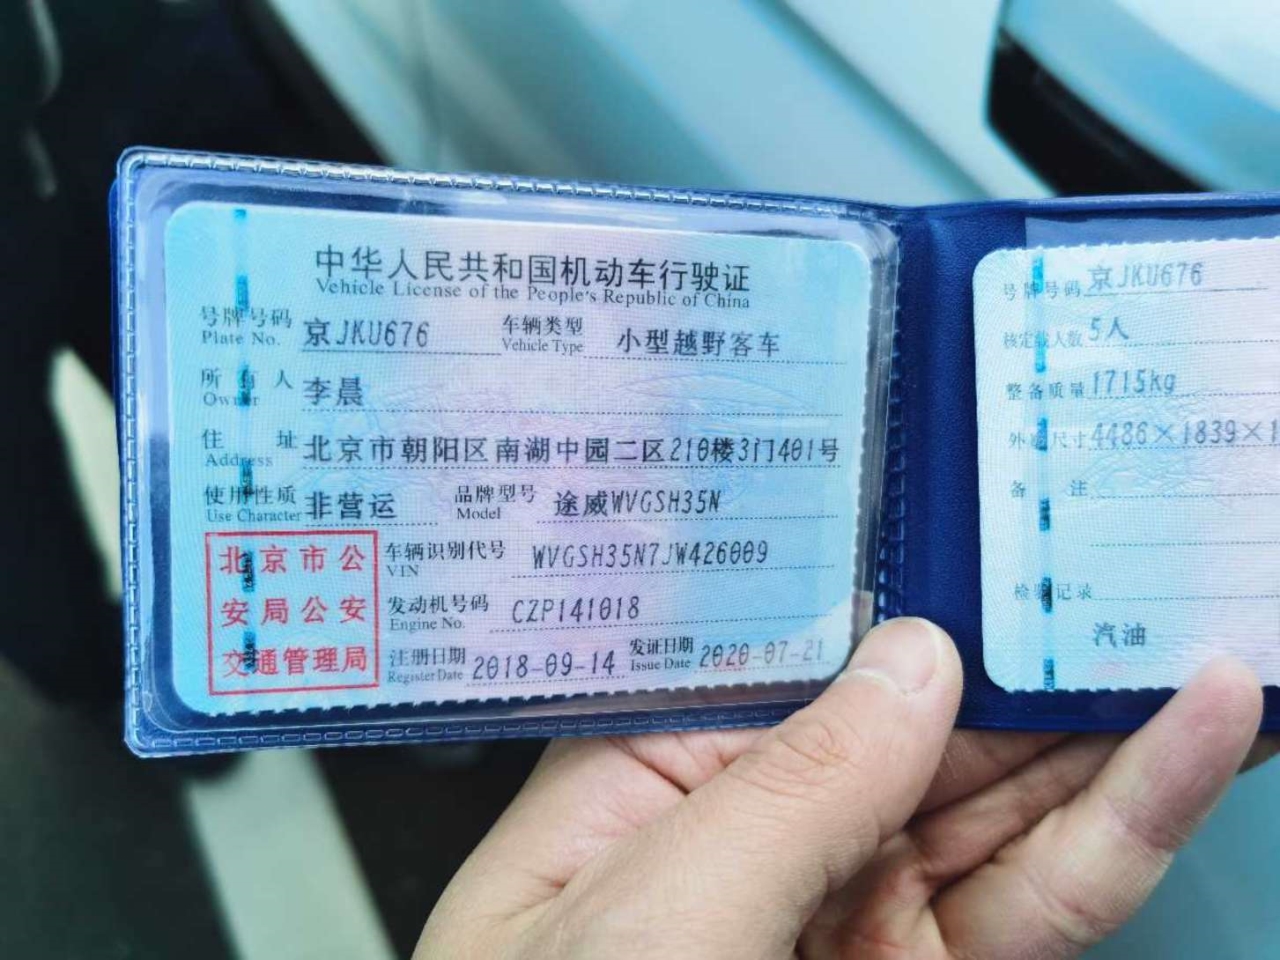 中华人民共和国机动车行驶证
Vehicle License of the People's Republic of China
号牌号码 京JKU676 车辆类型 小型越野客车
Plate No. Vehicle Type
所有人 李晨
Owner
住址 北京市朝阳区南湖中园二区210楼3门401号
Address
使用性质 非营运 品牌型号 途威WVGSH35N
Use Character Model
北京市公安局公安交通管理局
车辆识别代号 WVGSH35N7JW426009
VIN
发动机号码 CZP141018
Engine No.
注册日期 2018-09-14 发证日期 2020-07-21
Register Date Issue Date
号牌号码 京JKU676
核定载人数 5人
整备质量 1715kg
外廓尺寸 4486×1839×1
备注
检验记录
汽油